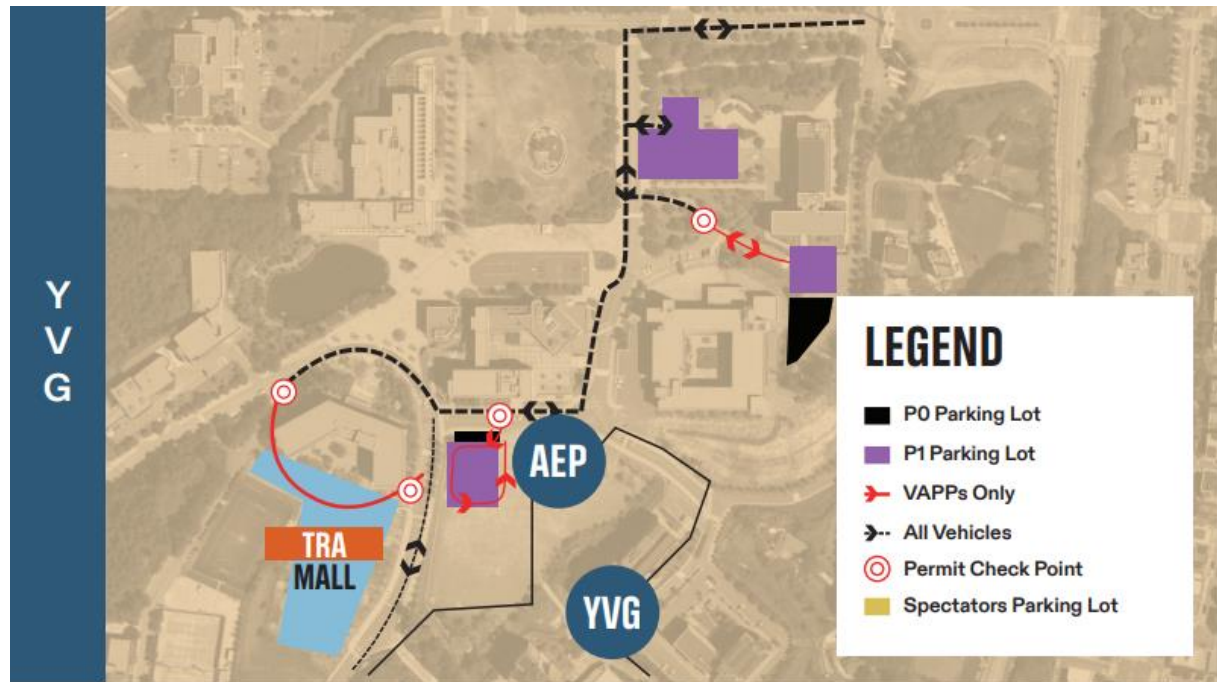 Y
V
G
AEP
TRA
MALL
YVG
LEGEND
P0 Parking Lot
P1 Parking Lot
VAPPs Only
All Vehicles
Permit Check Point
Spectators Parking Lot